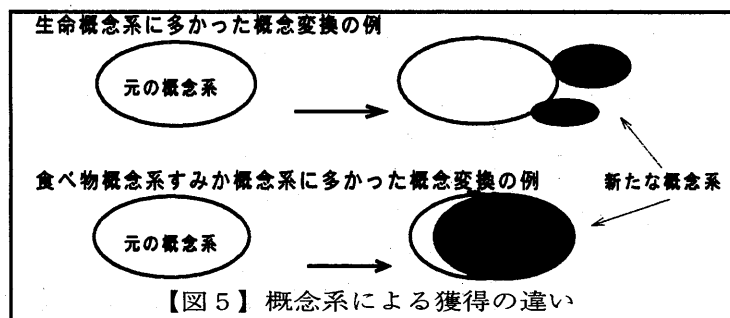 生命概念系に多かった概念変換の例
元の概念系
食べ物概念系すみか概念系に多かった概念変換の例
新たな概念系
元の概念系
【図5】概念系による獲得の違い